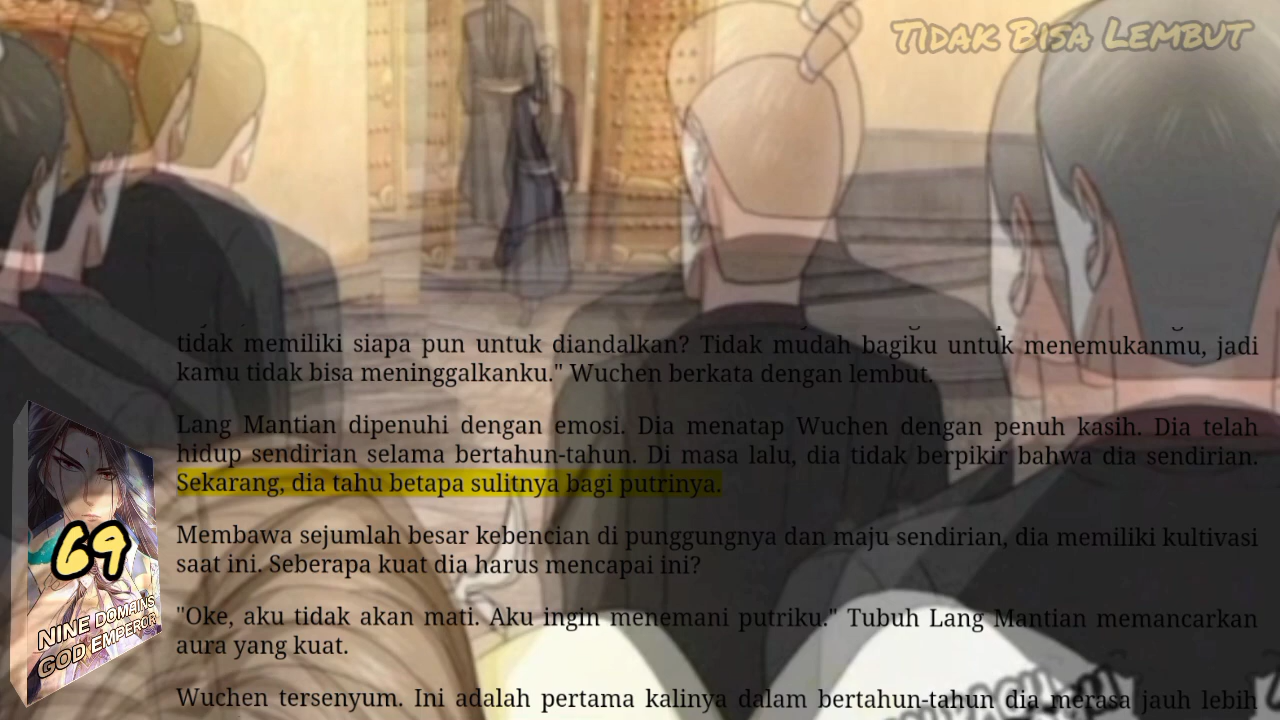 Tidak Bisa Lembut
tidak memiliki siapa pun untuk diandalkan? Tidak mudah bagiku untuk menemukanmu, jadi
kamu tidak bisa meninggalkanku." Wuchen berkata dengan lembut.
Lang Mantian dipenuhi dengan emosi. Dia menatap Wuchen dengan penuh kasih. Dia telah
hidup sendirian selama bertahun-tahun. Di masa lalu, dia tidak berpikir bahwa dia sendirian.
Sekarang, dia tahu betapa sulitnya bagi putrinya.
Membawa sejumlah besar kebencian di punggungnya dan maju sendirian, dia memiliki kultivasi
saat ini. Seberapa kuat dia harus mencapai ini?
"Oke, aku tidak akan mati. Aku ingin menemani putriku." Tubuh Lang Mantian memancarkan
aura yang kuat.
Wuchen tersenyum. Ini adalah pertama kalinya dalam bertahun-tahun dia merasa jauh lebih
69
NINE DOMAINS
GOD EMPEROR